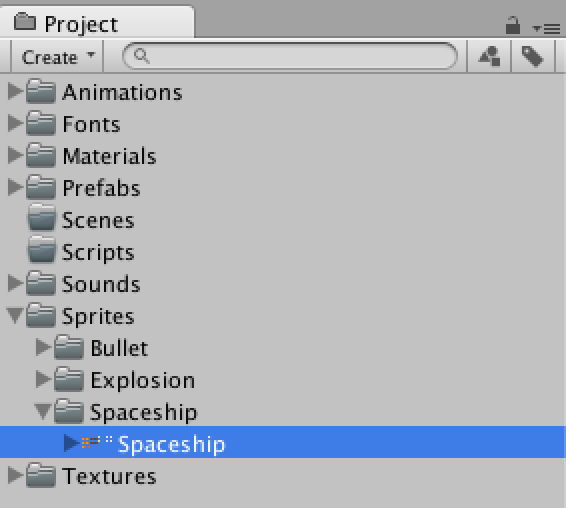 Project
Create
Animations
Fonts
Materials
Prefabs
Scenes
Scripts
Sounds
Sprites
Bullet
Explosion
Spaceship
Spaceship
Textures